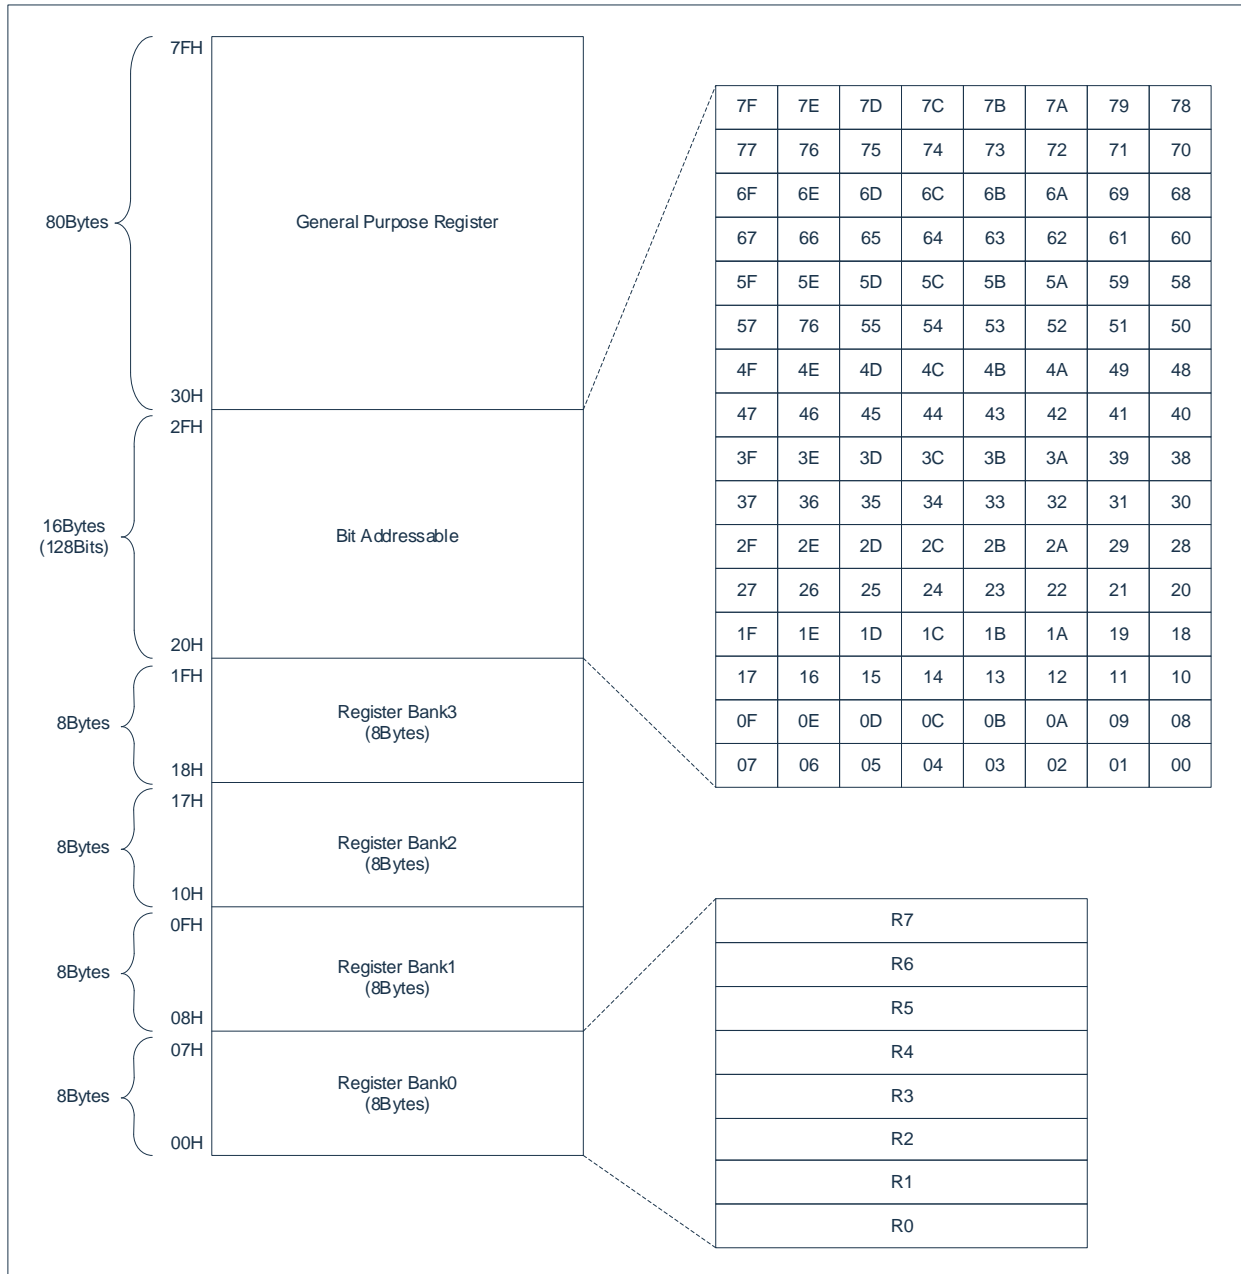 7FH
80Bytes
General Purpose Register
30H
2FH
16Bytes
(128Bits)
Bit Addressable
20H
1FH
8Bytes
Register Bank3
(8Bytes)
18H
17H
8Bytes
Register Bank2
(8Bytes)
10H
0FH
8Bytes
Register Bank1
(8Bytes)
08H
07H
8Bytes
Register Bank0
(8Bytes)
00H
7F 7E 7D 7C 7B 7A 79 78
77 76 75 74 73 72 71 70
6F 6E 6D 6C 6B 6A 69 68
67 66 65 64 63 62 61 60
5F 5E 5D 5C 5B 5A 59 58
57 76 55 54 53 52 51 50
4F 4E 4D 4C 4B 4A 49 48
47 46 45 44 43 42 41 40
3F 3E 3D 3C 3B 3A 39 38
37 36 35 34 33 32 31 30
2F 2E 2D 2C 2B 2A 29 28
27 26 25 24 23 22 21 20
1F 1E 1D 1C 1B 1A 19 18
17 16 15 14 13 12 11 10
0F 0E 0D 0C 0B 0A 09 08
07 06 05 04 03 02 01 00
R7
R6
R5
R4
R3
R2
R1
R0